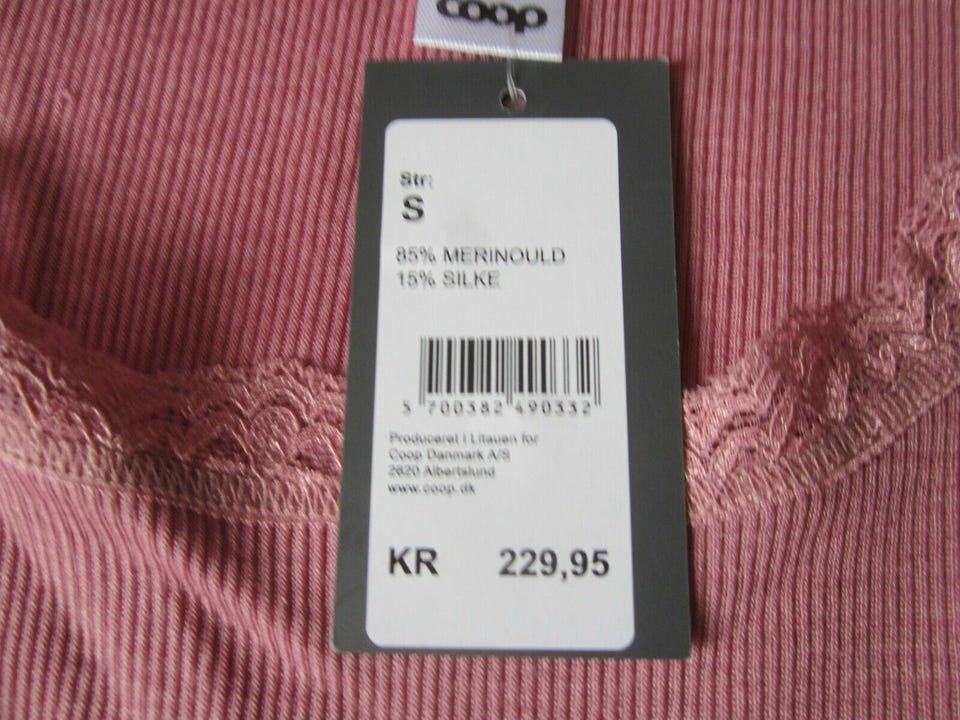 coop
Str:
S
85% MERINOULD
15% SILKE
5 700382 490332
Produceret i Litauen for
Coop Danmark A/S
2620 Albertslund
www.coop.dk
KR 229,95